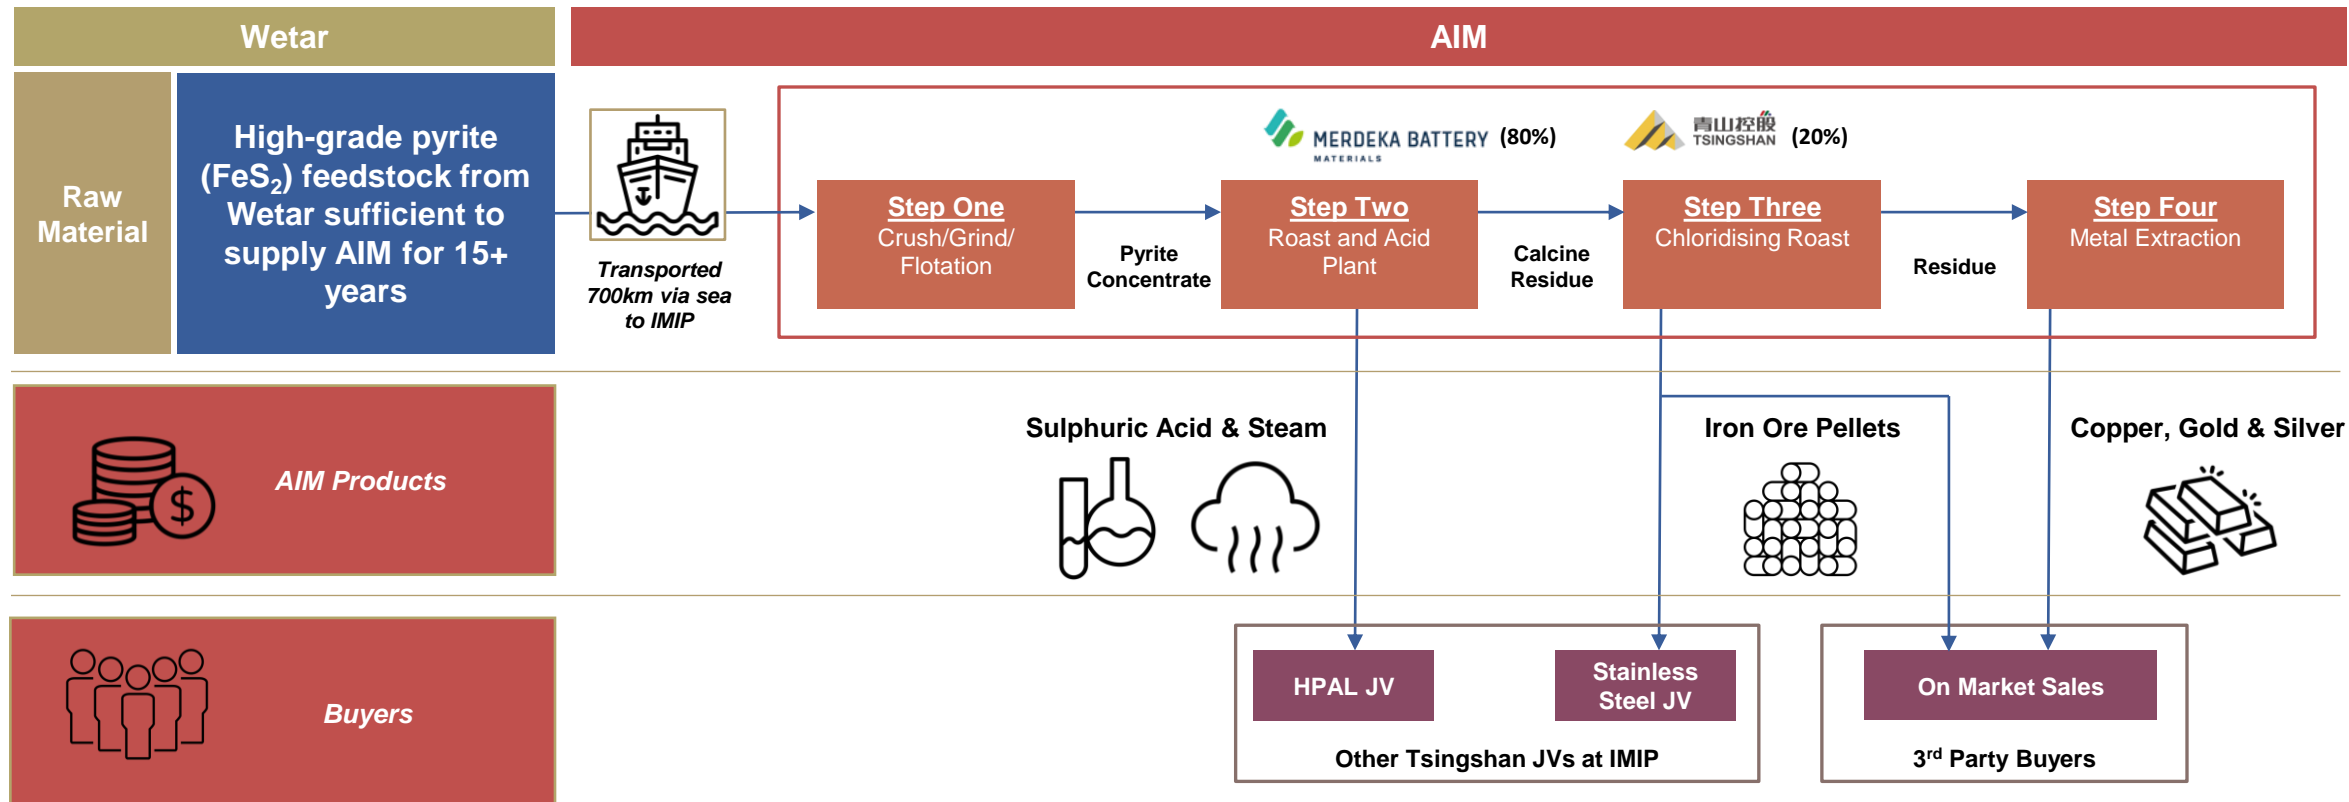 Wetar
AIM
Raw
Material
High-grade pyrite
(FeS₂) feedstock from
Wetar sufficient to
supply AIM for 15+
years
Transported
700km via sea
to IMIP
MERDEKA BATTERY
MATERIALS
(80%)
青山控股
TSINGSHAN
(20%)
Step One
Crush/Grind/
Flotation
Pyrite
Concentrate
Step Two
Roast and Acid
Plant
Calcine
Residue
Step Three
Chloridising Roast
Residue
Step Four
Metal Extraction
$
AIM Products
Sulphuric Acid & Steam
Iron Ore Pellets
Copper, Gold & Silver
Buyers
HPAL JV
Stainless
Steel JV
Other Tsingshan JVs at IMIP
On Market Sales
3rd Party Buyers